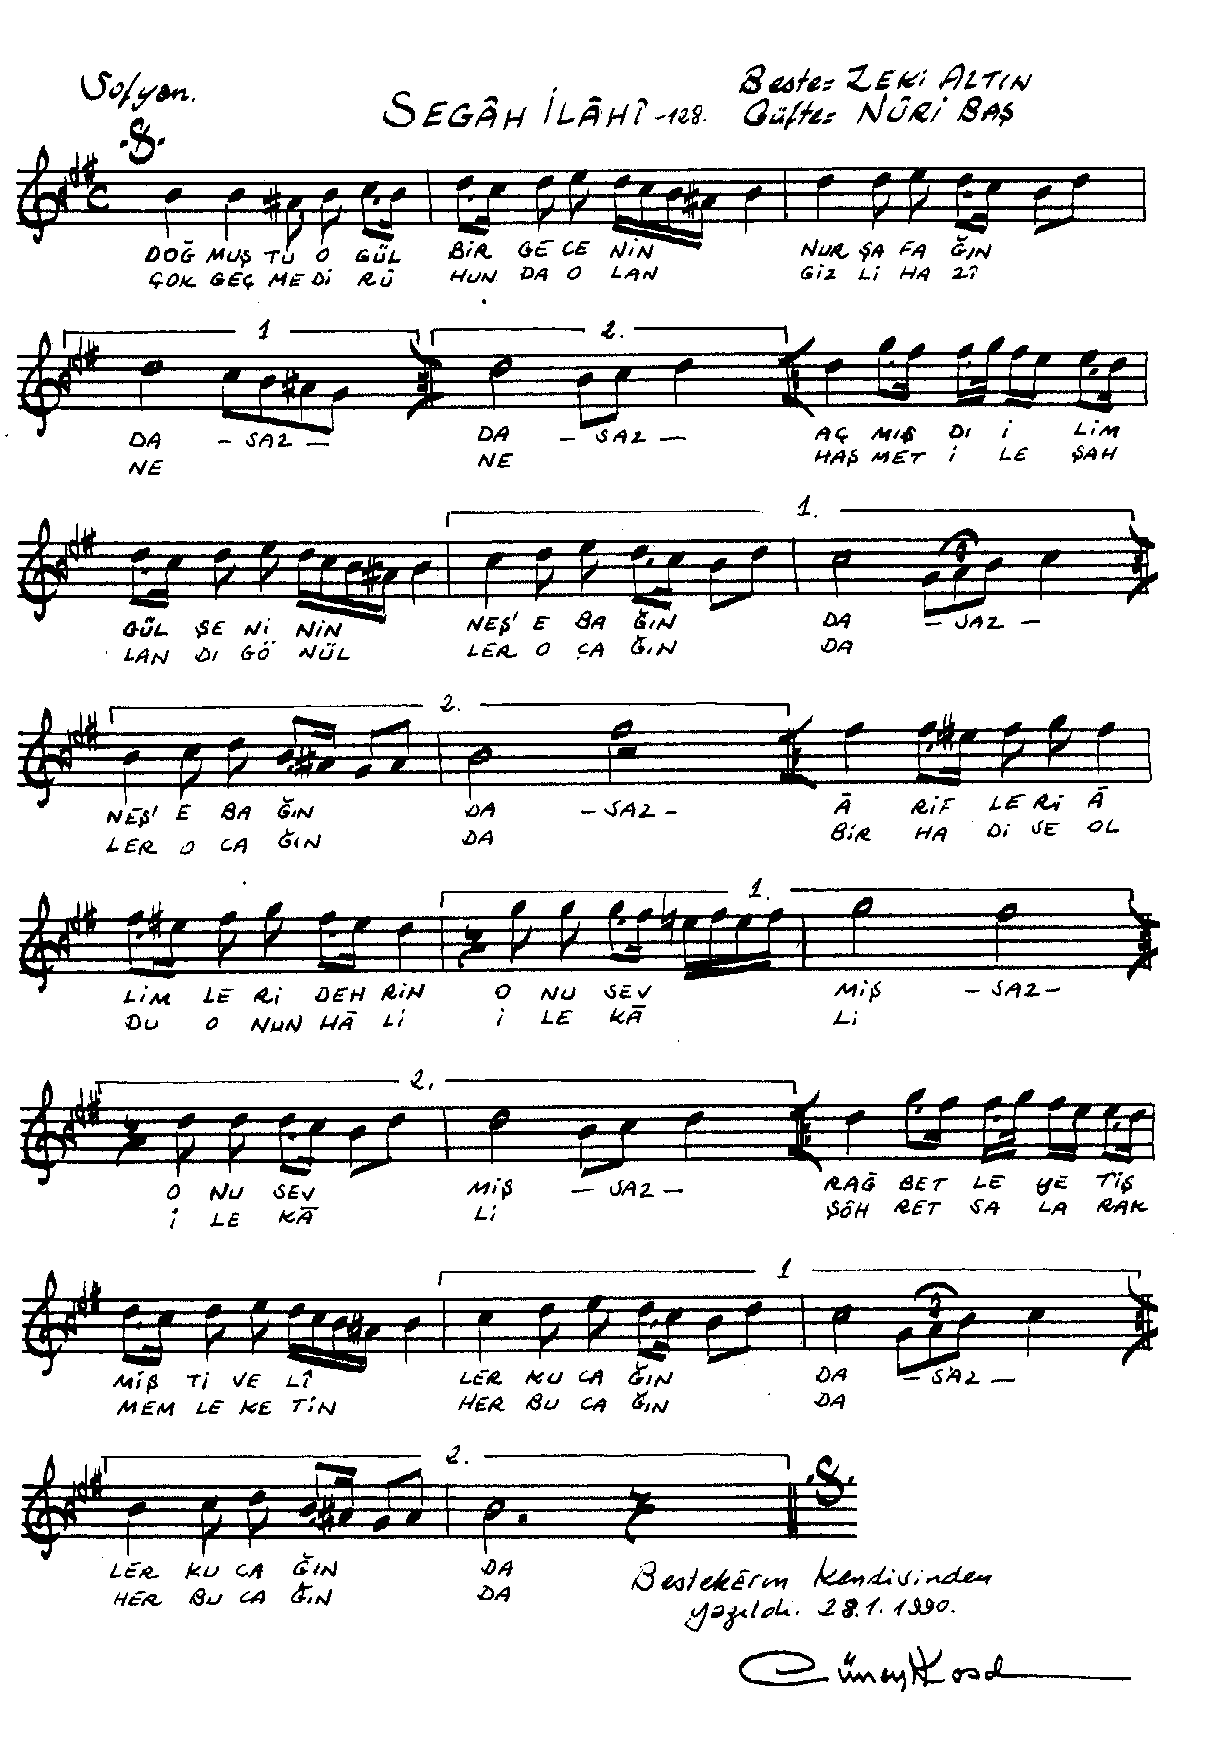 Sofyan.
Beste: ZEKİ ALTIN
SEGÂH İLÂHÎ -128.
Güfte: NÛRİ BAŞ
DOĞ MUŞ TU O GÜL BİR GE CE NİN NUR ŞA FA ĞIN
ÇOK GEÇ ME Dİ RÛ HUN DA O LAN GİZ Lİ HA ZÎ
1 2.
DA - SAZ - DA - SAZ - AÇ MIŞ DI İ LİM
NE NE HAŞ MET İ LE ŞAH
1.
GÜL ŞE Nİ NİN NEŞ' E BA ĞIN DA - SAZ -
LAN DI GÖ NÜL LER O CA ĞIN DA
2.
NEŞ' E BA ĞIN DA - SAZ - Â RİF LE Rİ Â
LER O CA ĞIN DA BİR HA Dİ SE OL
1.
LİM LE Rİ DEH RİN O NU SEV MİŞ - SAZ -
DU O NUN HÂ Lİ İ LE KĀ Lİ
2.
O NU SEV MİŞ - SAZ - RAĞ BET LE YE TİŞ
İ LE KĀ Lİ ŞÖH RET SA LA RAK
1
MİŞ Tİ VE LÎ LER KU CA ĞIN DA - SAZ -
MEM LE KE TİN HER BU CA ĞIN DA
2.
LER KU CA ĞIN DA
HER BU CA ĞIN DA
Bestekârın kendisinden
yazıldı. 28.1.1990.
Cüneyt Kosal